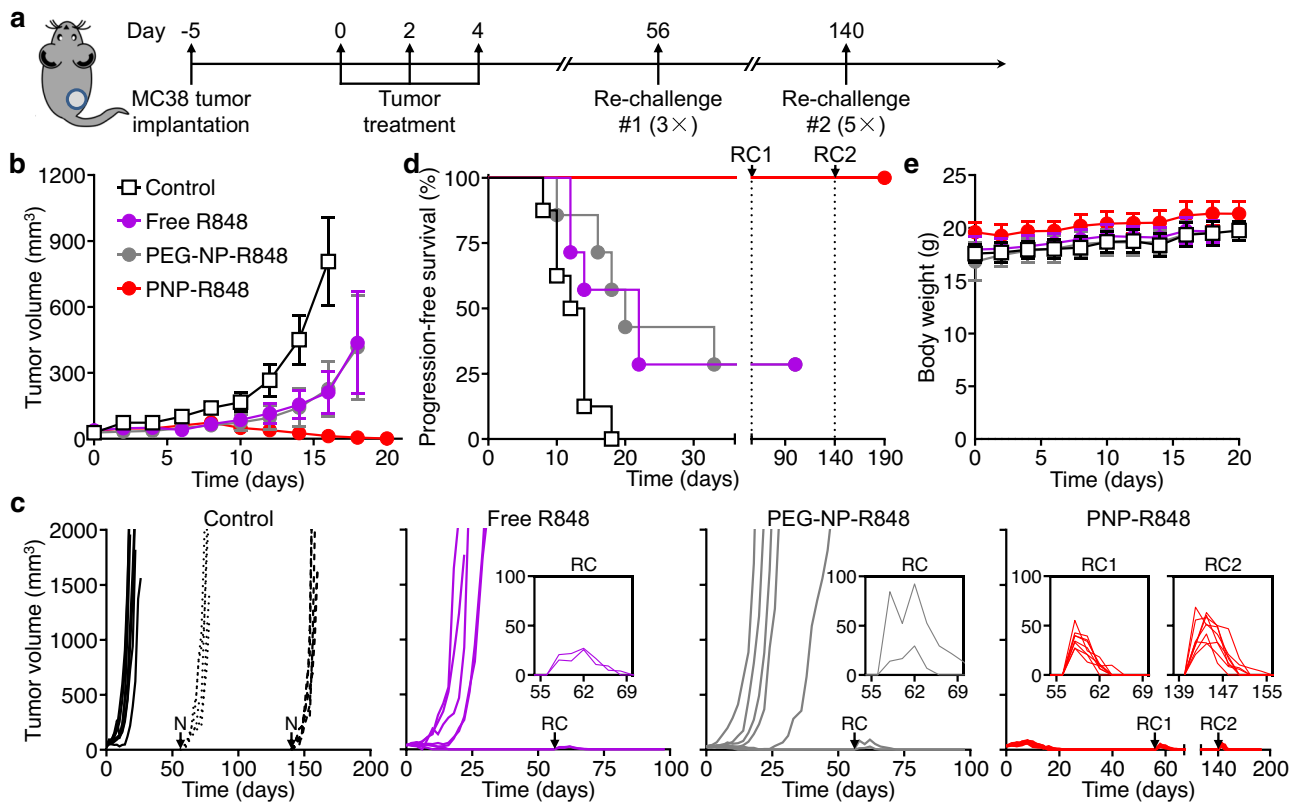 a
Day -5 0 2 4 56 140
MC38 tumor implantation
Tumor treatment
Re-challenge #1 (3×)
Re-challenge #2 (5×)
b
Tumor volume (mm³)
1200
900
600
300
0
0 5 10 15 20
Time (days)
Control
Free R848
PEG-NP-R848
PNP-R848
d
RC1 RC2
Progression-free survival (%)
100
75
50
25
0
0 10 20 30 90 140 190
Time (days)
e
Body weight (g)
25
20
15
10
5
0
0 5 10 15 20
Time (days)
c
Control
Tumor volume (mm³)
2000
1500
1000
500
0
N N
0 50 100 150 200
Time (days)
Free R848
RC
100
50
0
55 62 69
RC
0 25 50 75 100
Time (days)
PEG-NP-R848
RC
100
50
0
55 62 69
RC
0 25 50 75 100
Time (days)
PNP-R848
RC1 RC2
100 100
50 50
0 0
55 62 69 139 147 155
RC1 RC2
0 20 40 60 140 200
Time (days)